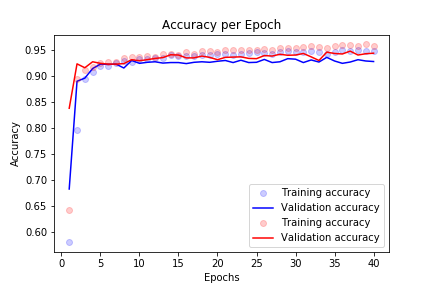 Accuracy per Epoch
Accuracy
0.95
0.90
0.85
0.80
0.75
0.70
0.65
0.60
Training accuracy
Validation accuracy
Training accuracy
Validation accuracy
0 5 10 15 20 25 30 35 40
Epochs